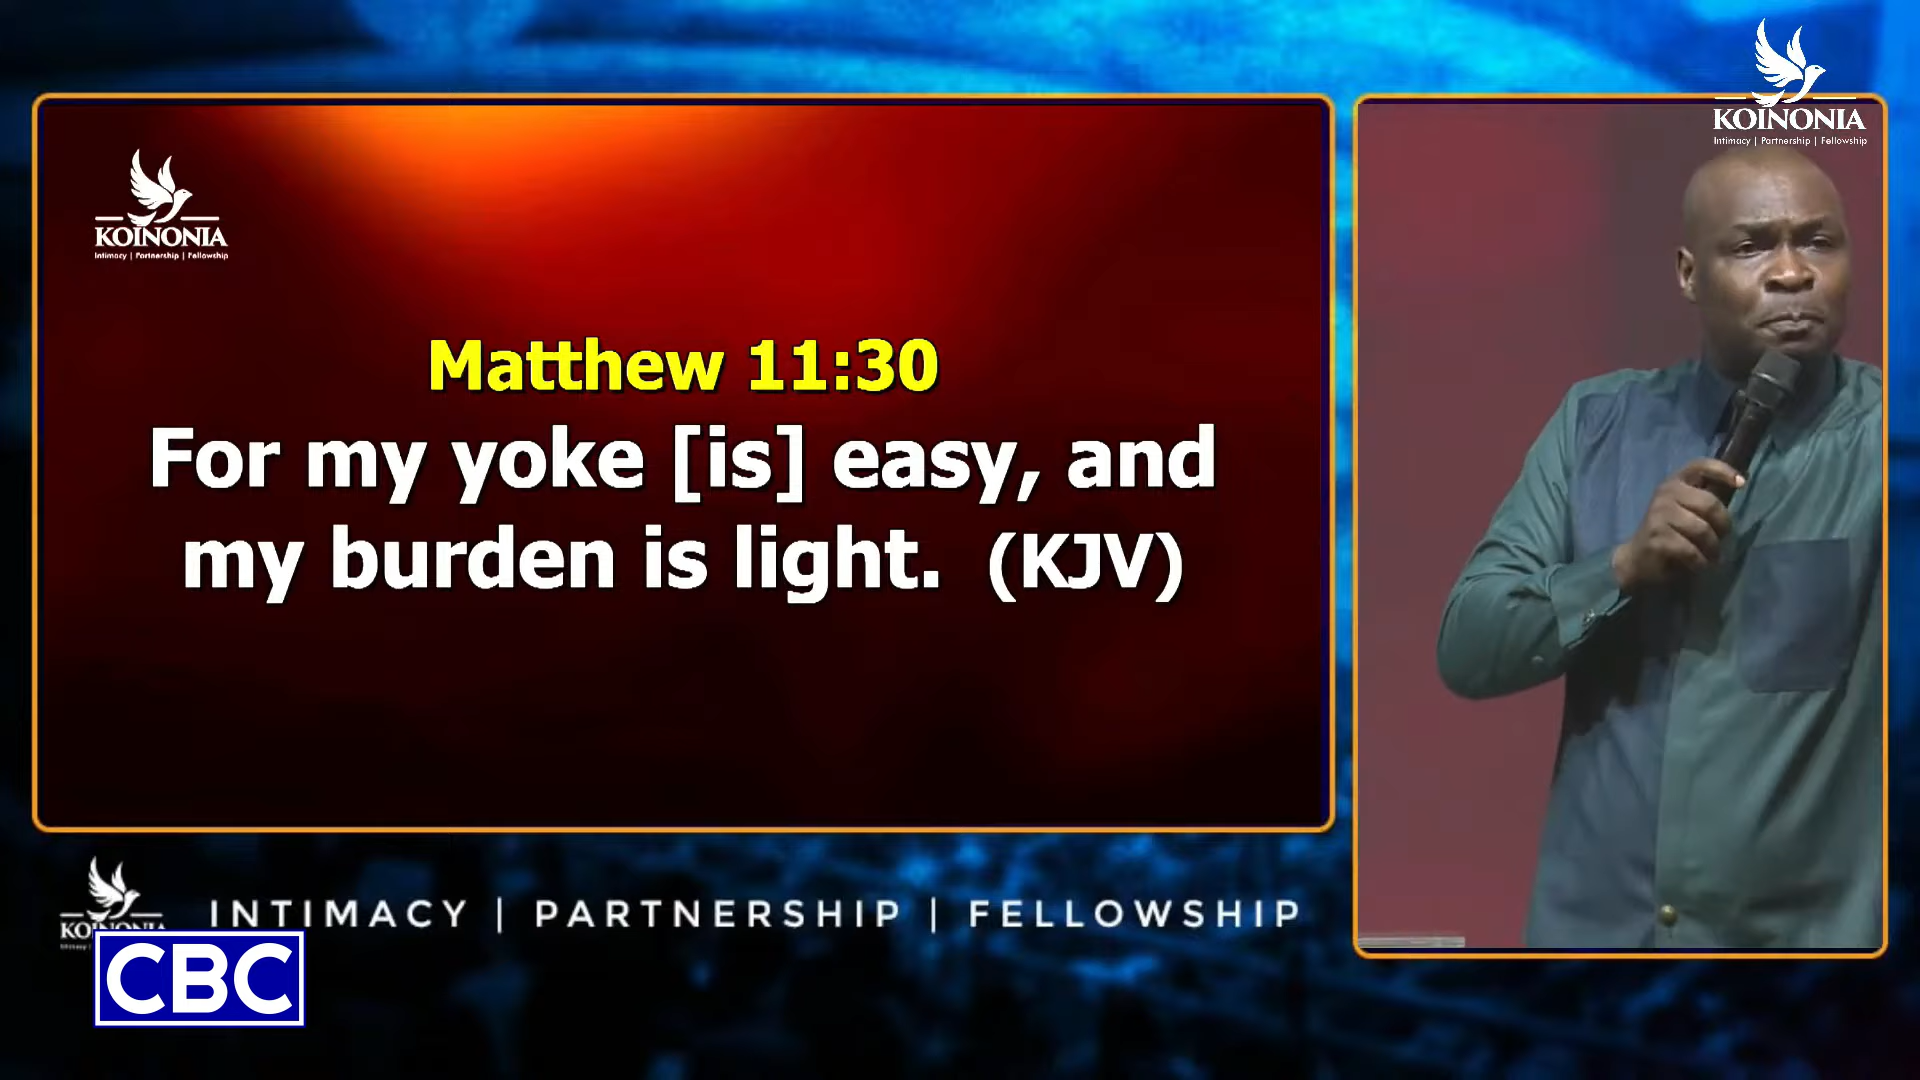 KOINONIA
Intimacy | Partnership | Fellowship
KOINONIA
Intimacy | Partnership | Fellowship
Matthew 11:30
For my yoke [is] easy, and
my burden is light. (KJV)
KOINONIA
INTIMACY | PARTNERSHIP | FELLOWSHIP
CBC